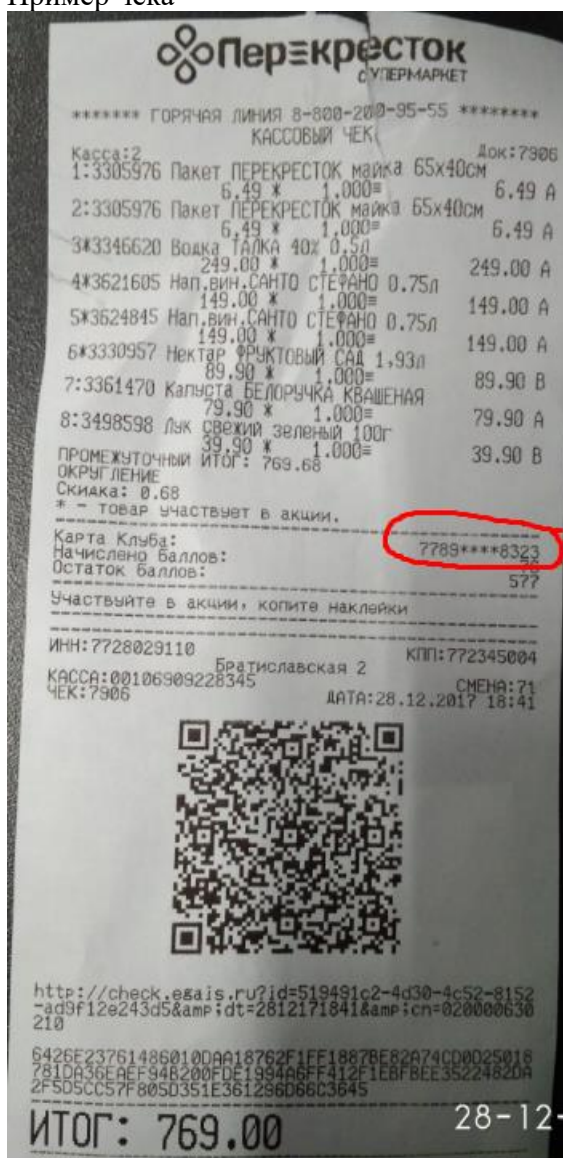 Пример чека
Перекресток
СУПЕРМАРКЕТ
******* ГОРЯЧАЯ ЛИНИЯ 8-800-200-95-55 ********
КАССОВЫЙ ЧЕК
Касса:2 Док:7906
1:3305976 Пакет ПЕРЕКРЕСТОК майка 65х40см
6.49 * 1.000= 6.49 А
2:3305976 Пакет ПЕРЕКРЕСТОК майка 65х40см
6.49 * 1.000= 6.49 А
3*3346620 Водка ТАЛКА 40% 0.5л
249.00 * 1.000= 249.00 А
4*3621605 Нап.вин.САНТО СТЕФАНО 0.75л
149.00 * 1.000= 149.00 А
5*3624845 Нап.вин.САНТО СТЕФАНО 0.75л
149.00 * 1.000= 149.00 А
6*3330957 Нектар ФРУКТОВЫЙ САД 1,93л
89.90 * 1.000= 89.90 В
7:3361470 Капуста БЕЛОРУЧКА КВАШЕНАЯ
79.90 * 1.000= 79.90 А
8:3498598 Лук свежий зеленый 100г
39.90 * 1.000= 39.90 В
ПРОМЕЖУТОЧНЫЙ ИТОГ: 769.68
ОКРУГЛЕНИЕ
Скидка: 0.68
* - товар участвует в акции.
Карта Клуба: 7789****8323
Начислено баллов: 76
Остаток баллов: 577
Участвуйте в акции, копите наклейки
ИНН:7728029110 КПП:772345004
Братиславская 2
КАССА:00106909228345 СМЕНА:71
ЧЕК:7906 ДАТА:28.12.2017 18:41
http://check.egais.ru?id=519491c2-4d30-4c52-8152
-ad9f12e243d5&amp;dt=2812171841&amp;cn=020000630
210
6426E23761486010DAA18762F1FF1887BE82A74CD0D25018
781DA36EAEF94B200FDE1994A6FF412F1EBFBEE3522482DA
2F5D5CC57F805D351E361296D66C3645
ИТОГ: 769.00
28-12-